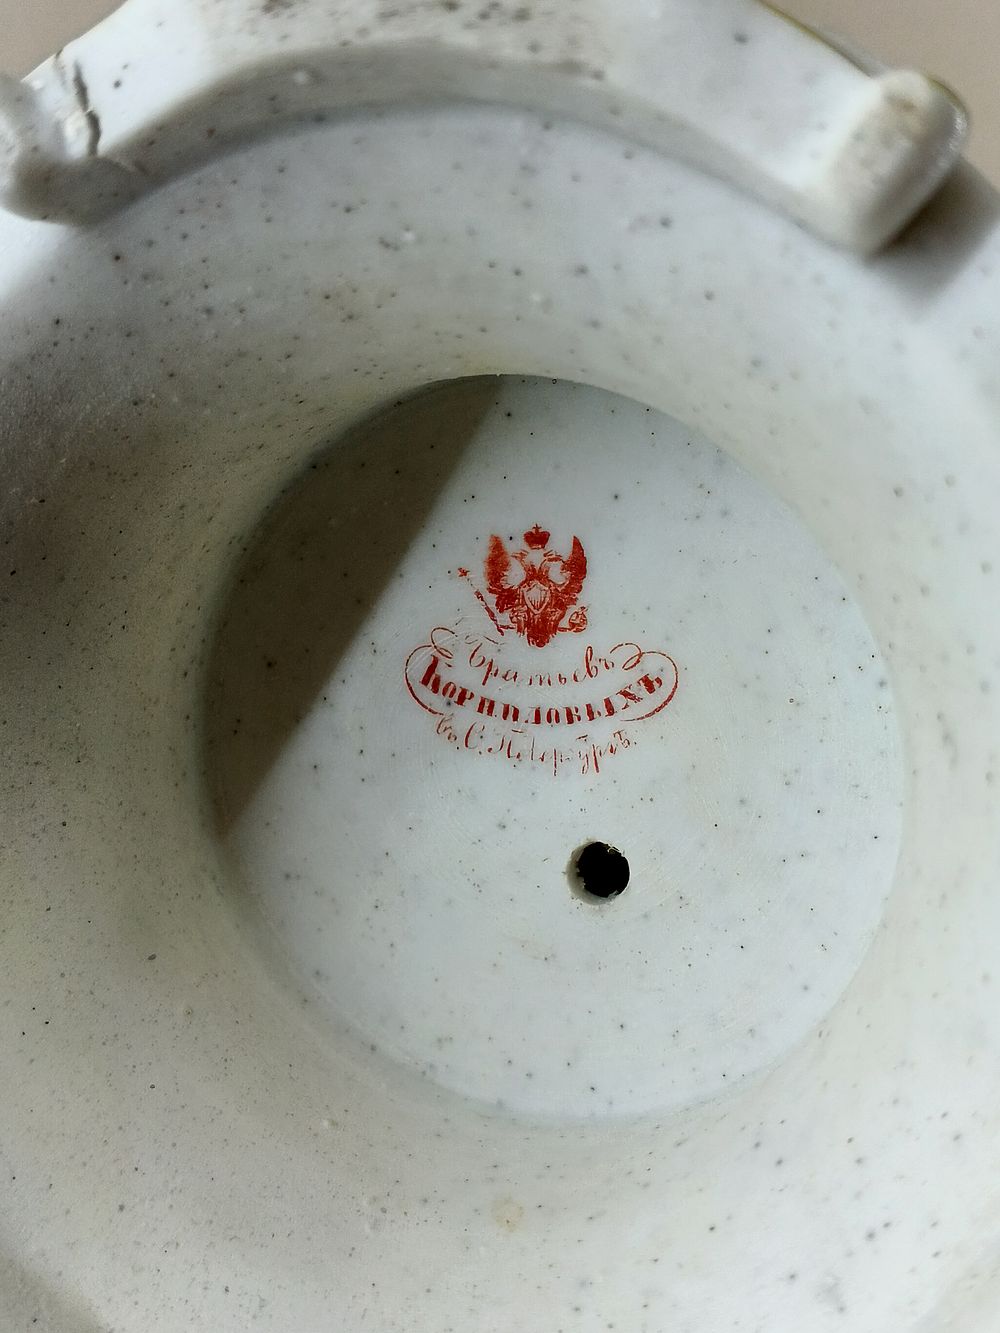 Братьевъ
Корниловыхъ
въ С. Петербургѣ.